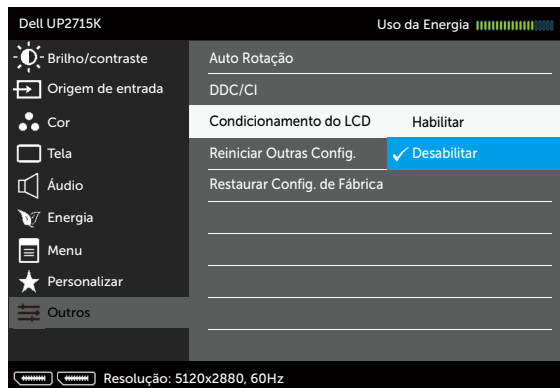 Dell UP2715K Uso da Energia
Brilho/contraste Auto Rotação
Origem de entrada DDC/CI
Cor Condicionamento do LCD Habilitar
Tela Reiniciar Outras Config. Desabilitar
Áudio Restaurar Config. de Fábrica
Energia
Menu
Personalizar
Outros
Resolução: 5120x2880, 60Hz